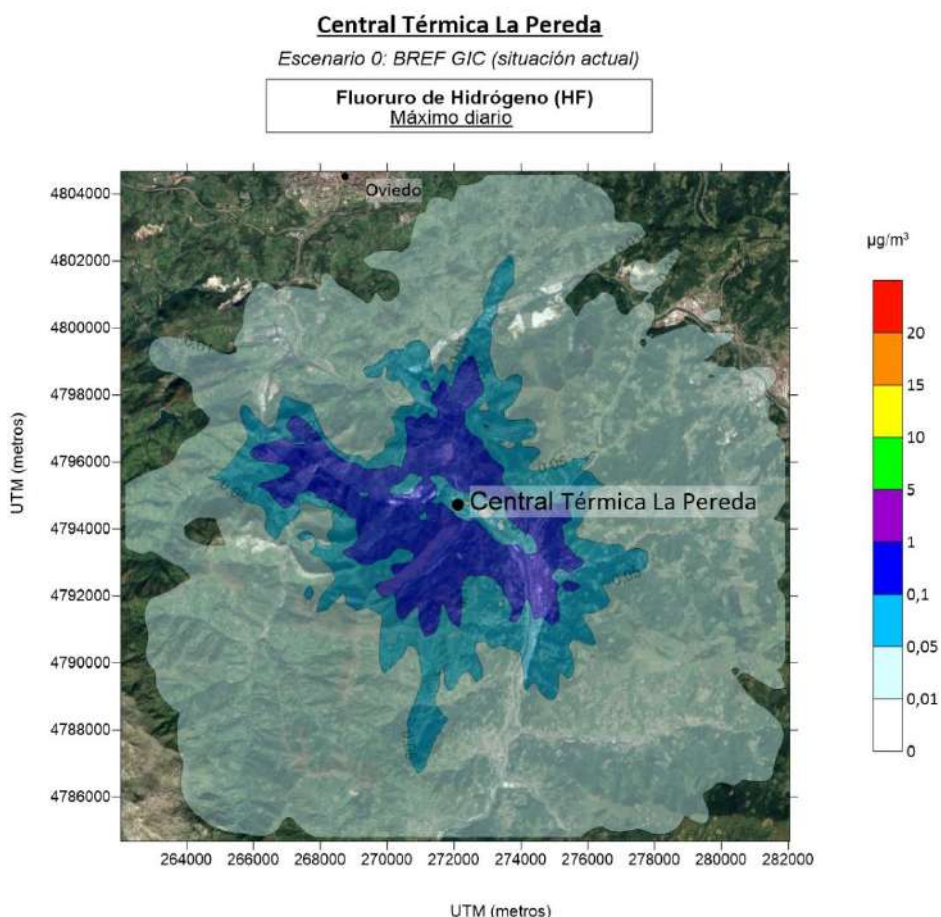 Central Térmica La Pereda
Escenario 0: BREF GIC (situación actual)
Fluoruro de Hidrógeno (HF)
Máximo diario
4804000
4802000
4800000
4798000
4796000
4794000
4792000
4790000
4788000
4786000
UTM (metros)
Oviedo
Central Térmica La Pereda
0.05
264000 266000 268000 270000 272000 274000 276000 278000 280000 282000
UTM (metros)
µg/m³
20
15
10
5
1
0,1
0,05
0,01
0